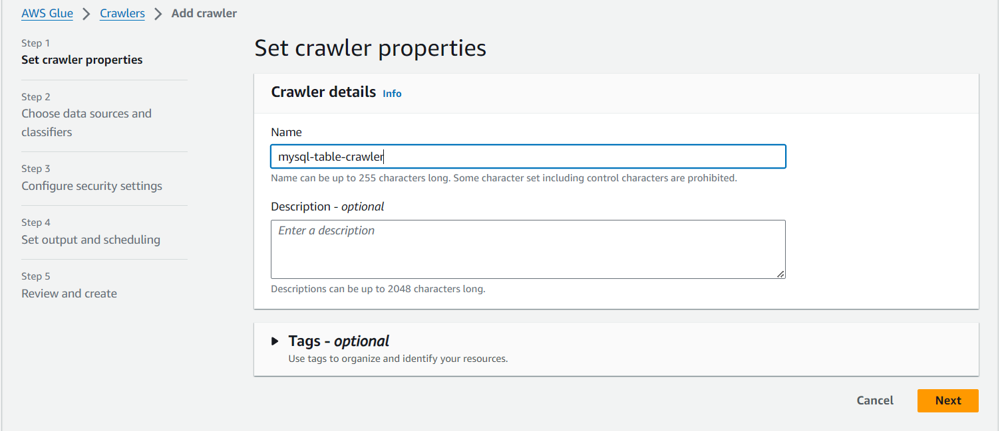 AWS Glue > Crawlers > Add crawler
Step 1
Set crawler properties
Step 2
Choose data sources and
classifiers
Step 3
Configure security settings
Step 4
Set output and scheduling
Step 5
Review and create
Set crawler properties
Crawler details Info
Name
mysql-table-crawler
Name can be up to 255 characters long. Some character set including control characters are prohibited.
Description - optional
Enter a description
Descriptions can be up to 2048 characters long.
Tags - optional
Use tags to organize and identify your resources.
Cancel
Next